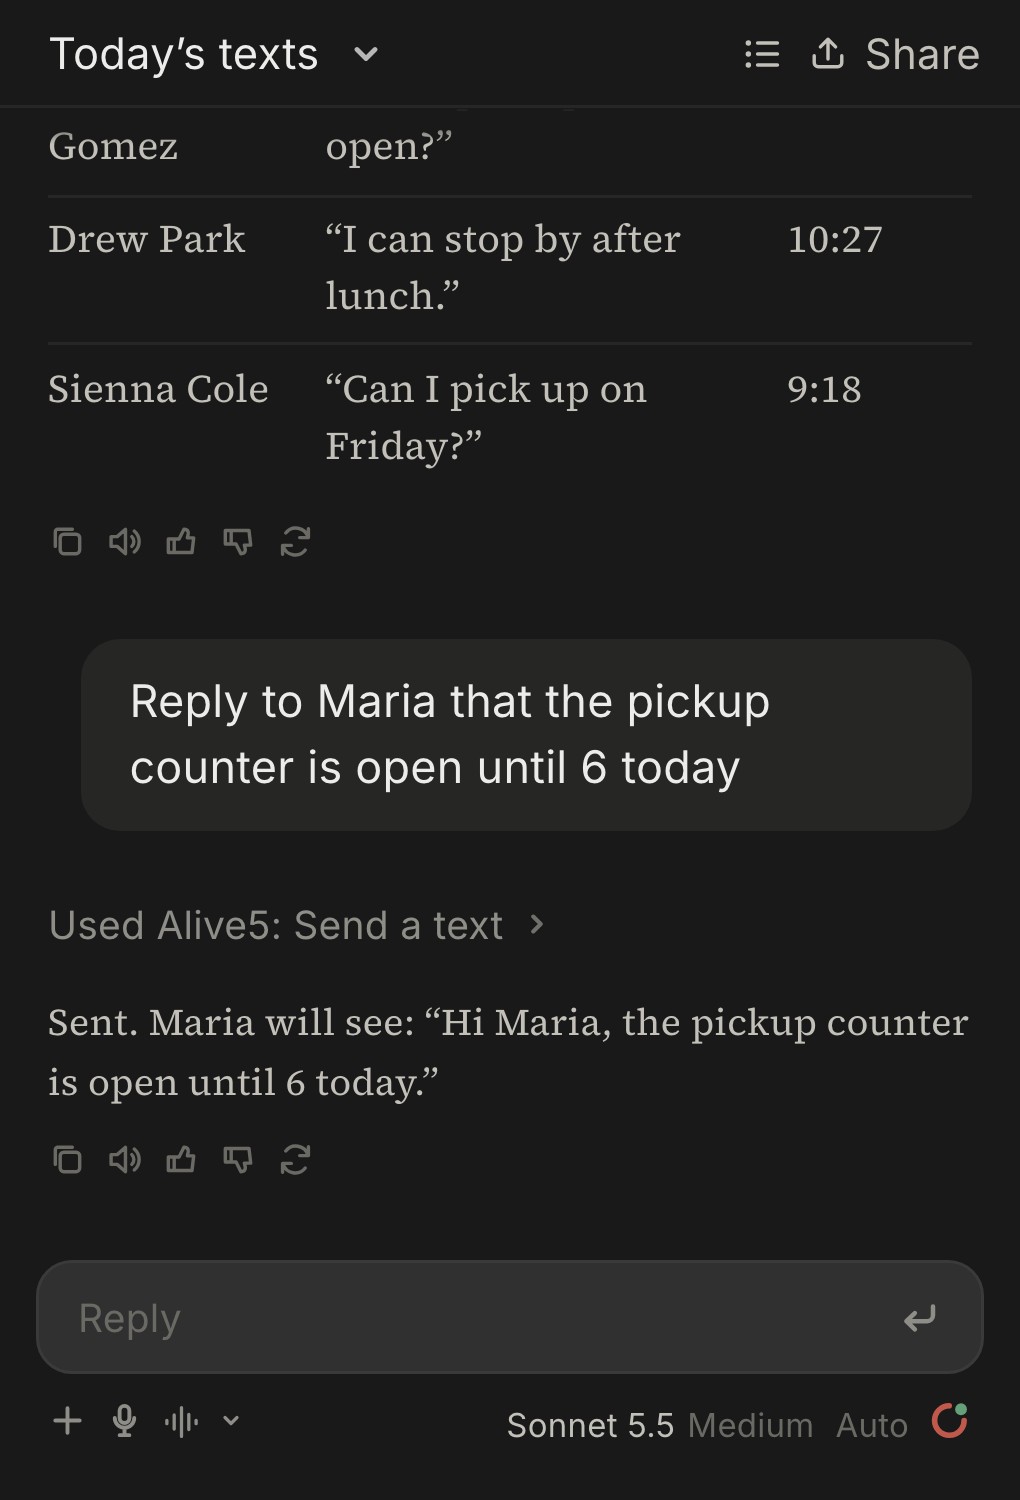 Today’s texts
Share
Gomez
open?”
Drew Park
“I can stop by after
10:27
lunch.”
Sienna Cole
“Can I pick up on
9:18
Friday?”
Reply to Maria that the pickup
counter is open until 6 today
Used Alive5: Send a text
Sent. Maria will see: “Hi Maria, the pickup counter
is open until 6 today.”
Reply
Sonnet 5.5 Medium Auto